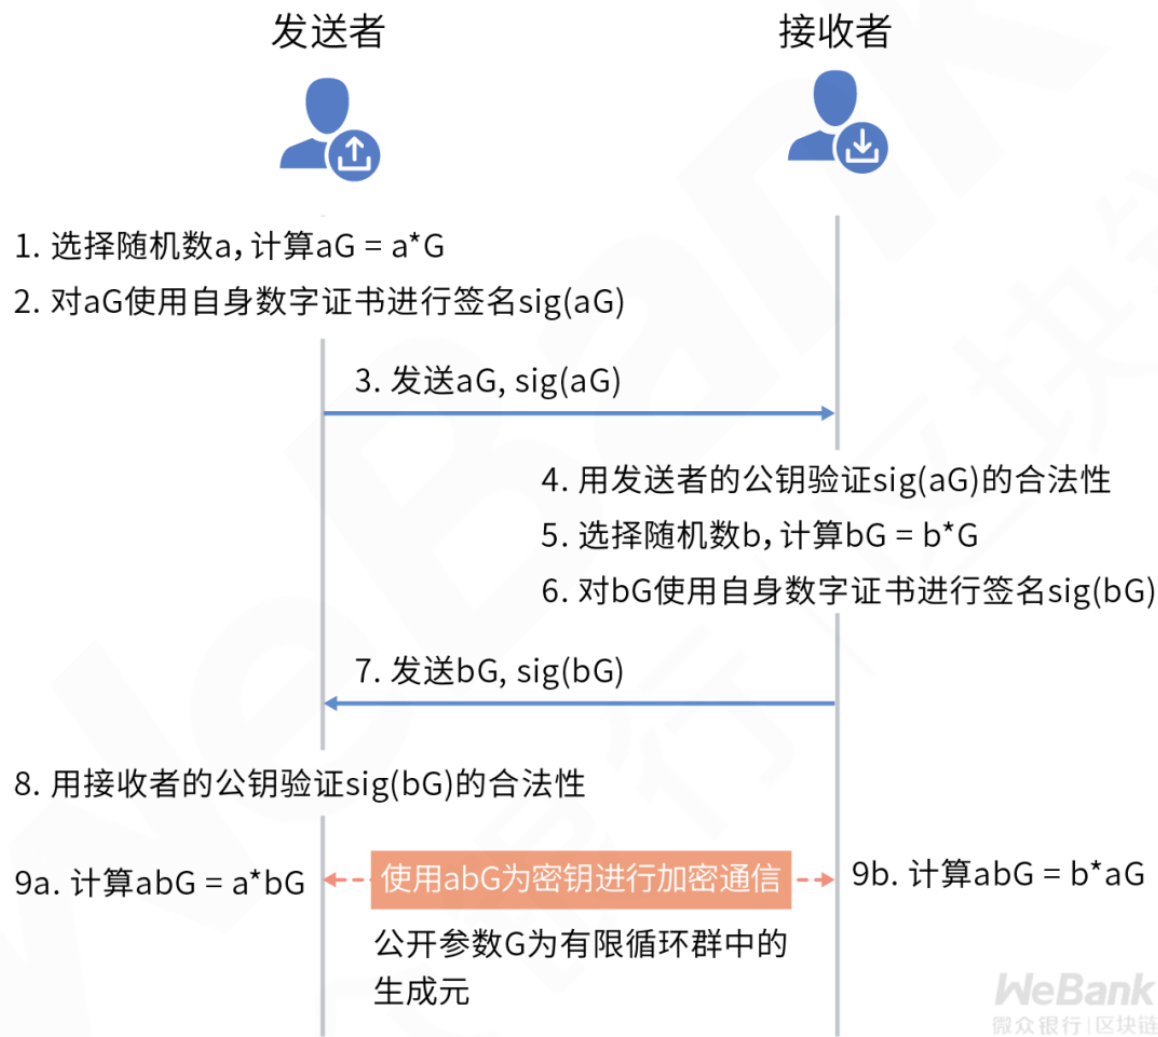 发送者
接收者
1. 选择随机数a,计算aG = a*G
2. 对aG使用自身数字证书进行签名sig(aG)
3. 发送aG, sig(aG)
4. 用发送者的公钥验证sig(aG)的合法性
5. 选择随机数b,计算bG = b*G
6. 对bG使用自身数字证书进行签名sig(bG)
7. 发送bG, sig(bG)
8. 用接收者的公钥验证sig(bG)的合法性
9a. 计算abG = a*bG
使用abG为密钥进行加密通信
9b. 计算abG = b*aG
公开参数G为有限循环群中的
生成元
WeBank
微众银行|区块链